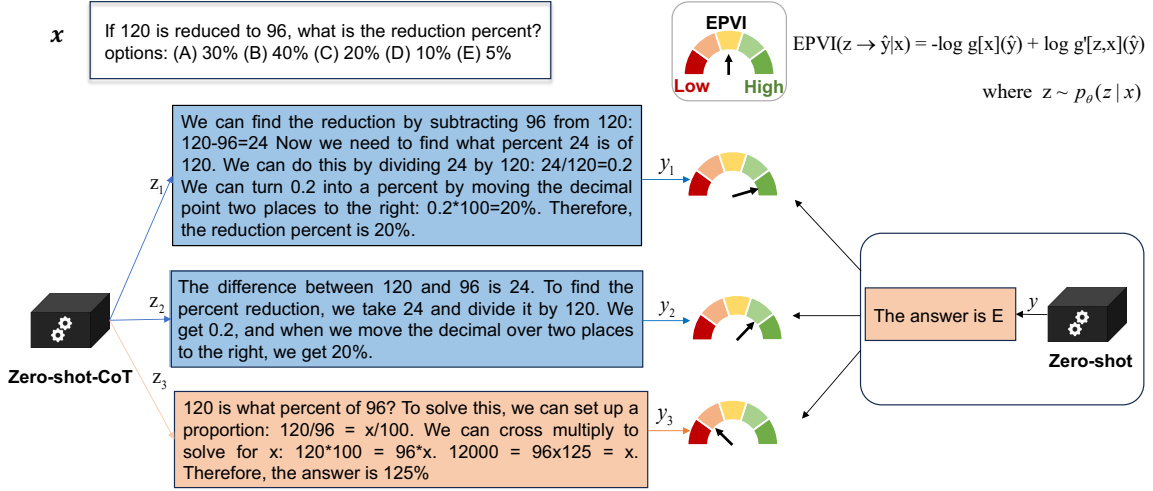 x
If 120 is reduced to 96, what is the reduction percent?
options: (A) 30% (B) 40% (C) 20% (D) 10% (E) 5%
EPVI
Low
High
EPVI(z → ŷ|x) = -log g[x](ŷ) + log g'[z,x](ŷ)
where z ~ pθ(z | x)
z1
We can find the reduction by subtracting 96 from 120:
120-96=24 Now we need to find what percent 24 is of
120. We can do this by dividing 24 by 120: 24/120=0.2
We can turn 0.2 into a percent by moving the decimal
point two places to the right: 0.2*100=20%. Therefore,
the reduction percent is 20%.
y1
z2
The difference between 120 and 96 is 24. To find the
percent reduction, we take 24 and divide it by 120. We
get 0.2, and when we move the decimal over two places
to the right, we get 20%.
y2
The answer is E
y
Zero-shot
Zero-shot-CoT
z3
120 is what percent of 96? To solve this, we can set up a
proportion: 120/96 = x/100. We can cross multiply to
solve for x: 120*100 = 96*x. 12000 = 96x125 = x.
Therefore, the answer is 125%
y3